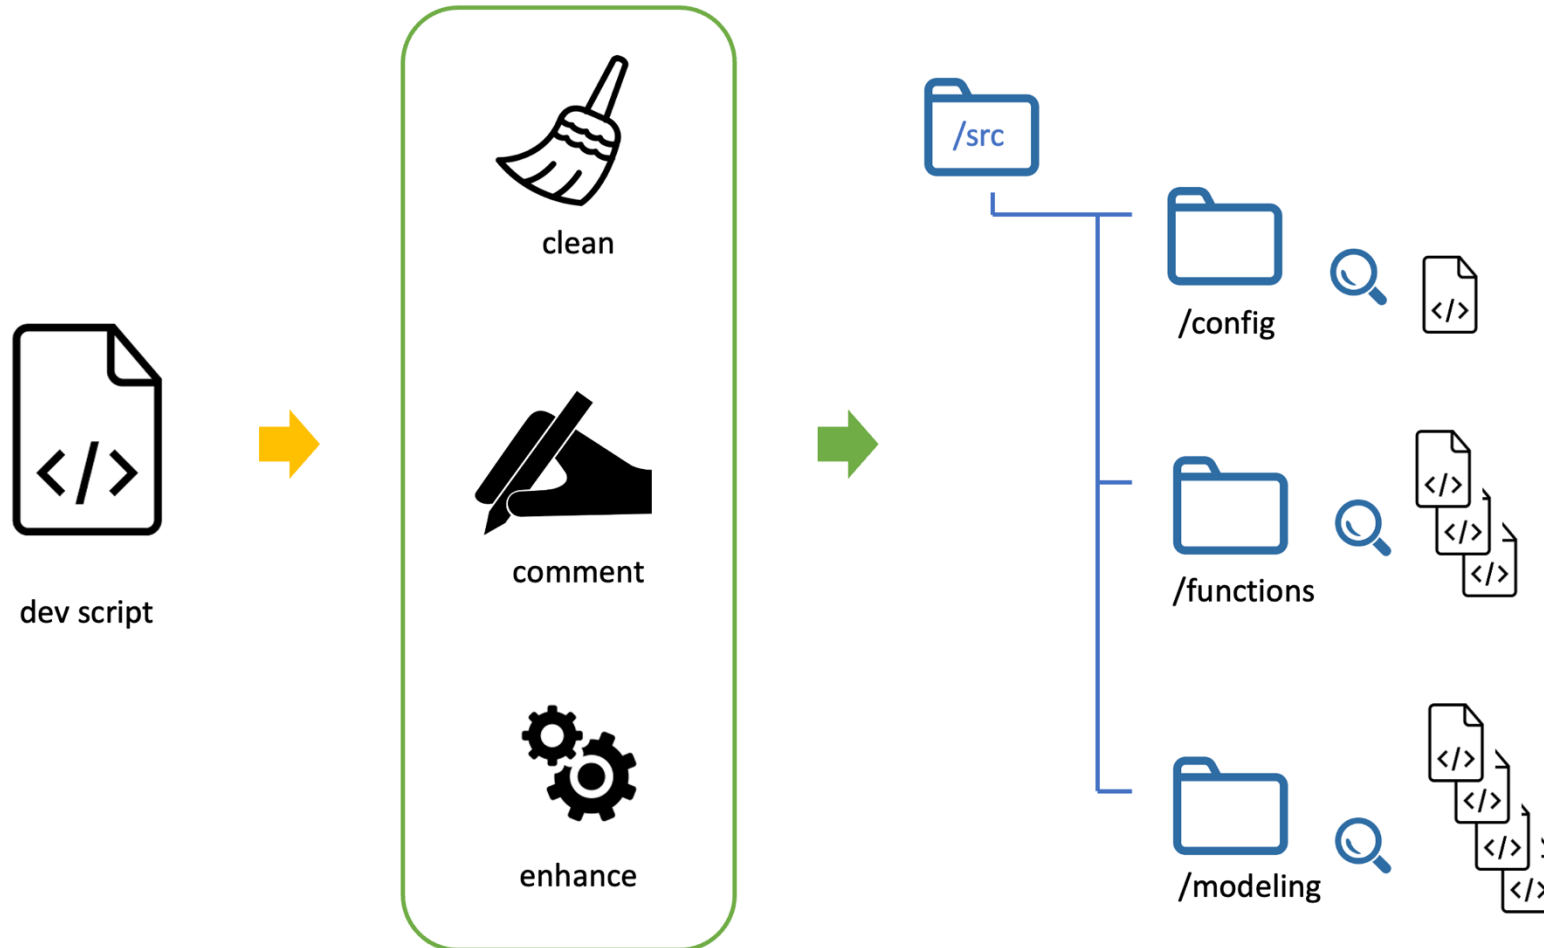 dev script
</>
clean
comment
enhance
/src
/config
</>
/functions
</>
</>
</>
/modeling
</>
</>
</>
</>